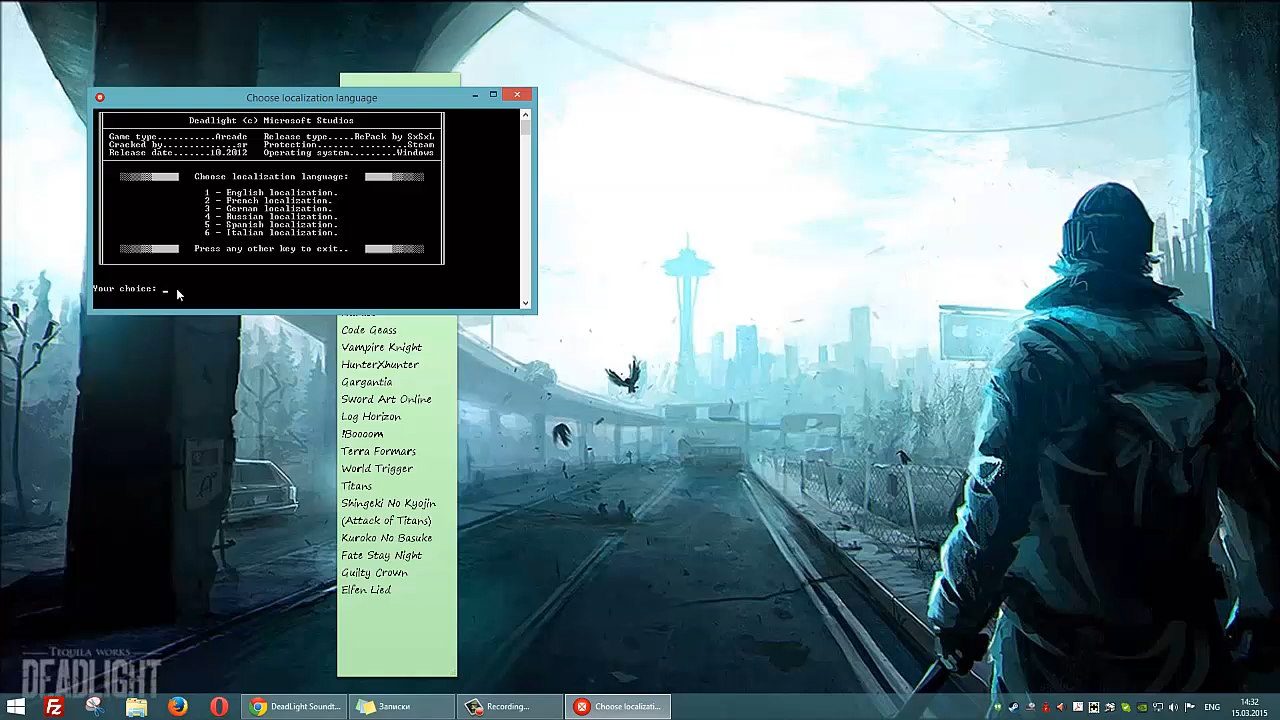 Choose localization language
Deadlight (c) Microsoft Studios
Game type...........Arcade Release type.....RePack by SxSxL
Cracked by.............sr Protection....... .........Steam
Release date.......10.2012 Operating system.........Windows
Choose localization language:
1 - English localization.
2 - French localization.
3 - German localization.
4 - Russian localization.
5 - Spanish localization.
6 - Italian localization.
Press any other key to exit..
Your choice: _
Code Geass
Vampire Knight
HunterXhunter
Gargantia
Sword Art Online
Log Horizon
!Boooom
Terra Formars
World Trigger
Titans
Shingeki No Kyojin
(Attack of Titans)
Kuroko No Basuke
Fate Stay Night
Guilty Crown
Elfen Lied
TEQUILA WORKS
DEADLIGHT
DeadLight Soundt...
Записки
Recording...
Choose localizati...
ENG
14:32
15.03.2015